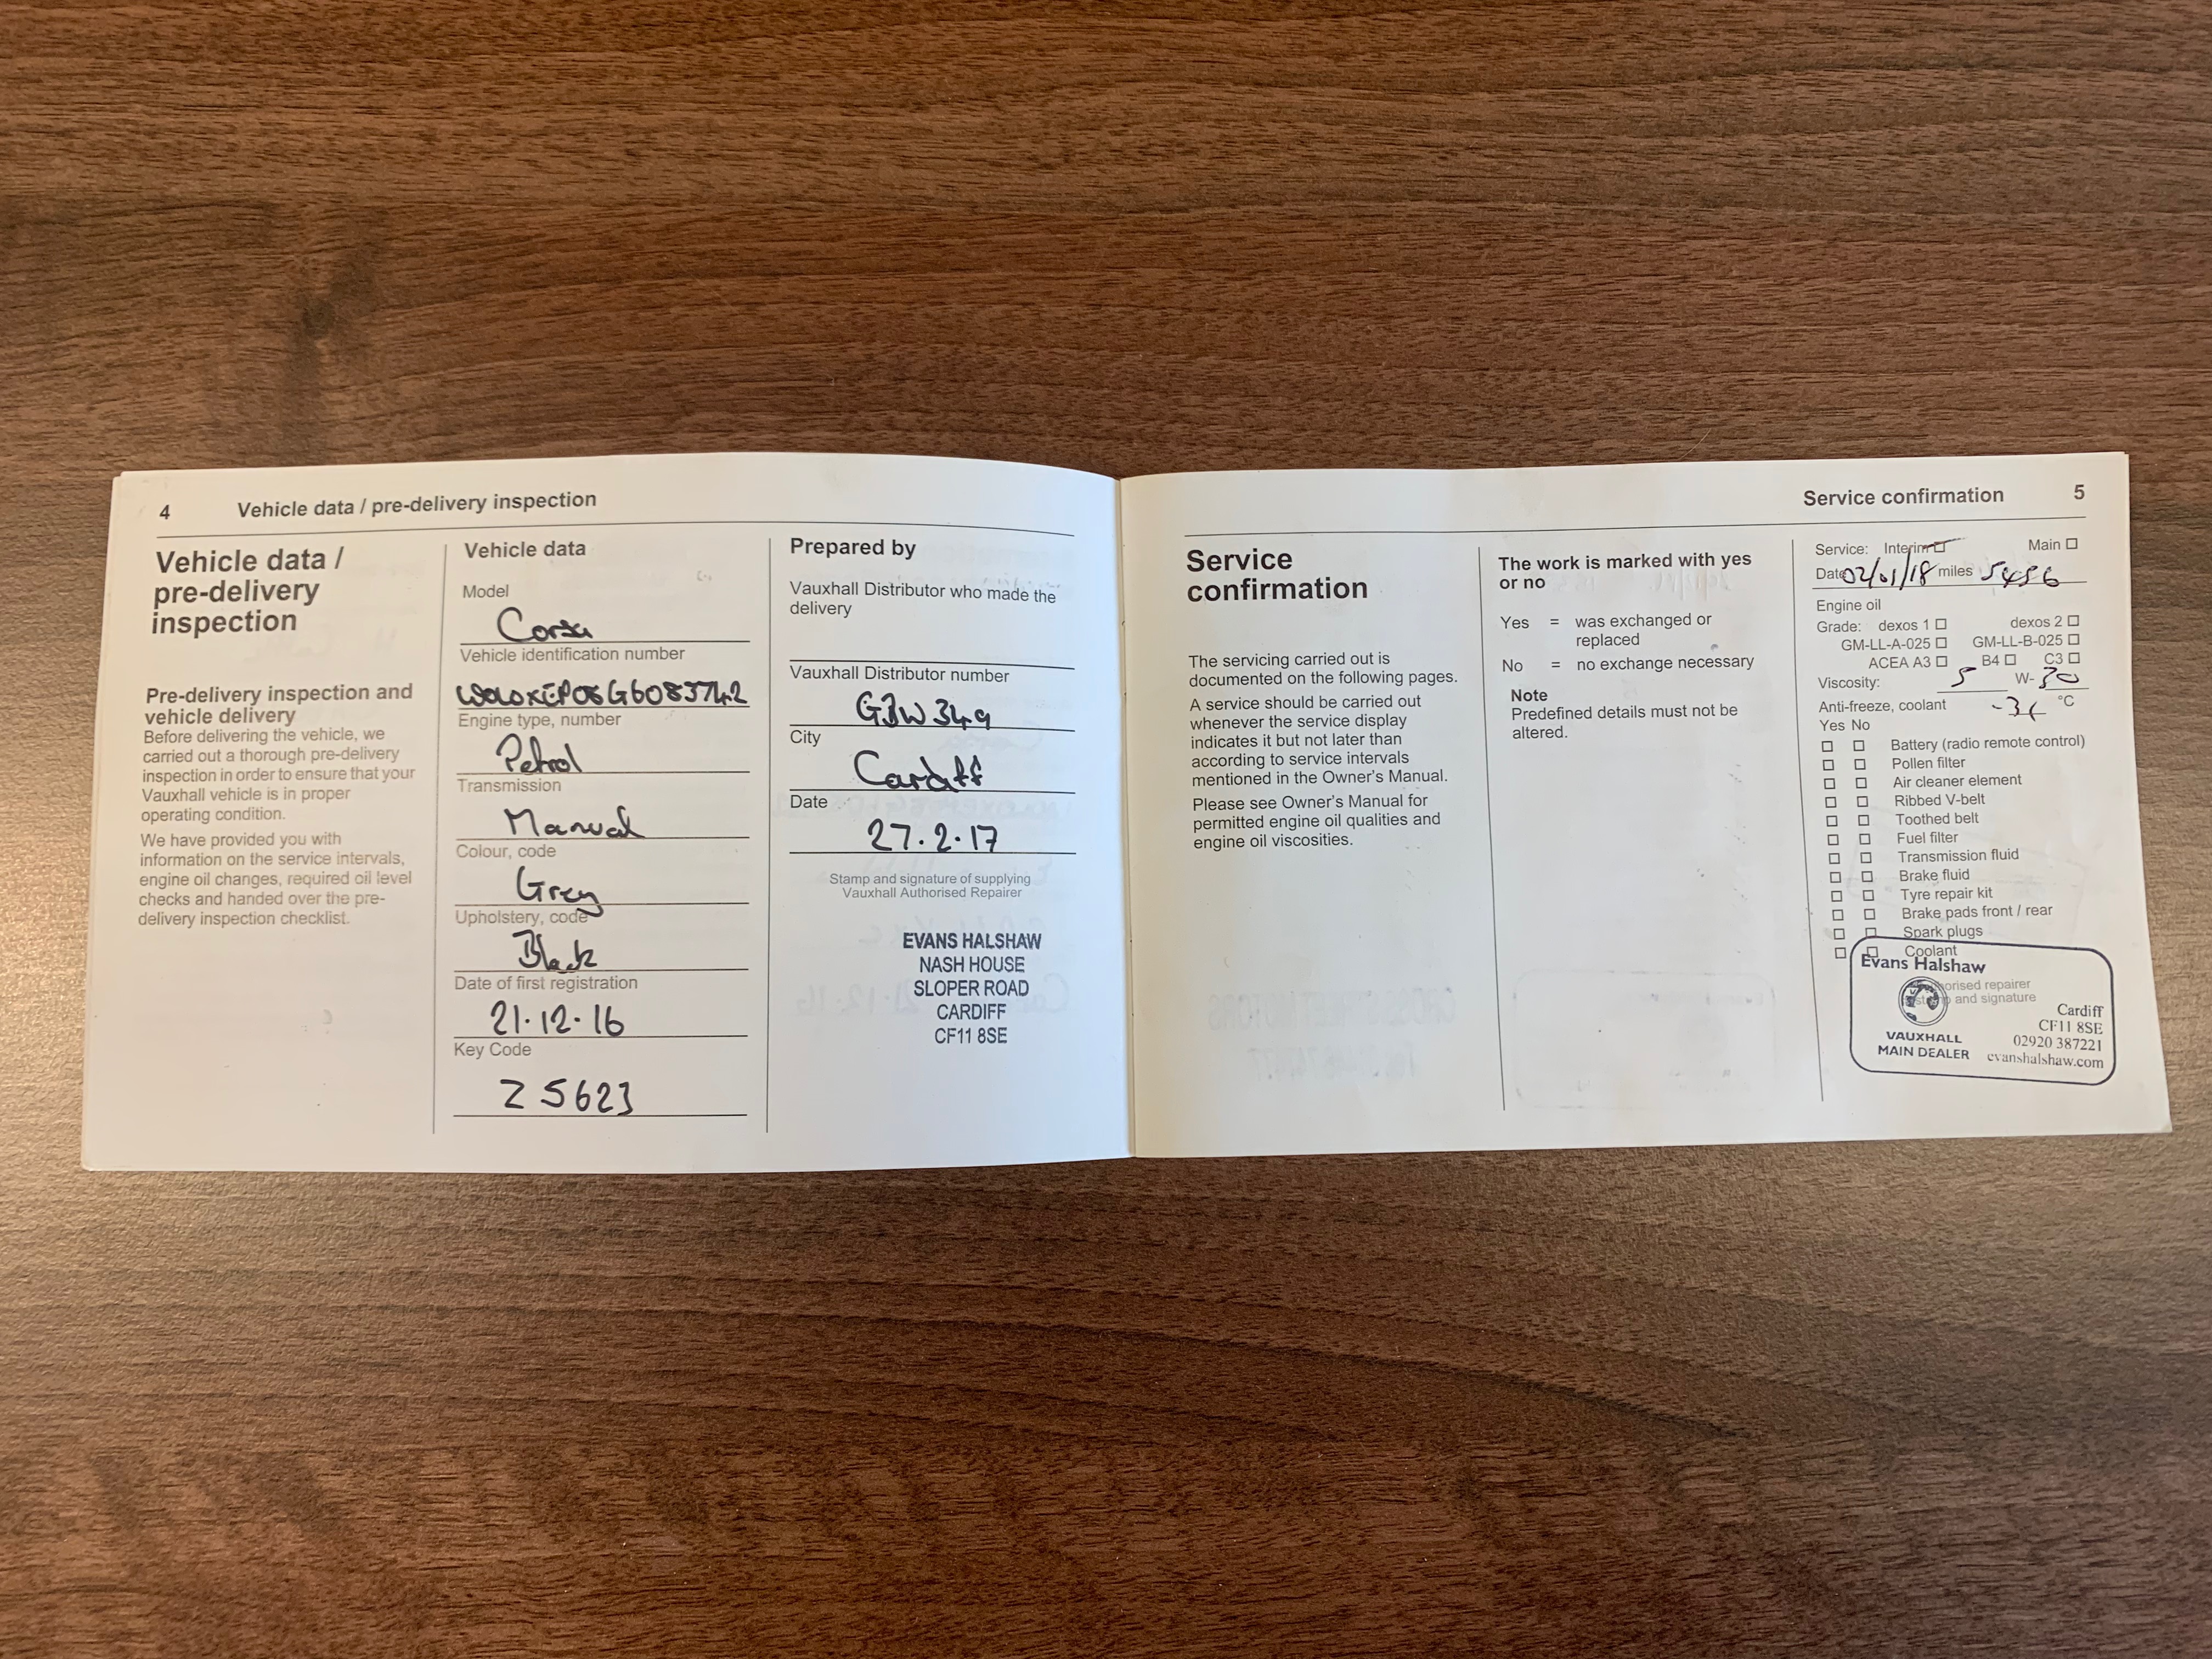 4 Vehicle data / pre-delivery inspection
Vehicle data /
pre-delivery
inspection
Pre-delivery inspection and
vehicle delivery
Before delivering the vehicle, we
carried out a thorough pre-delivery
inspection in order to ensure that your
Vauxhall vehicle is in proper
operating condition.
We have provided you with
information on the service intervals,
engine oil changes, required oil level
checks and handed over the pre-
delivery inspection checklist.
Vehicle data
Model
Corsa
Vehicle identification number
Engine type, number
Petrol
Transmission
Manual
Colour, code
Grey
Upholstery, code
Black
Date of first registration
21.12.16
Key Code
Z5623
Prepared by
Vauxhall Distributor who made the
delivery
Vauxhall Distributor number
GBW349
City
Cardiff
Date
27.2.17
Stamp and signature of supplying
Vauxhall Authorised Repairer
EVANS HALSHAW
NASH HOUSE
SLOPER ROAD
CARDIFF
CF11 8SE
Service confirmation 5
Service
confirmation
The servicing carried out is
documented on the following pages.
A service should be carried out
whenever the service display
indicates it but not later than
according to service intervals
mentioned in the Owner's Manual.
Please see Owner's Manual for
permitted engine oil qualities and
engine oil viscosities.
The work is marked with yes
or no
Yes = was exchanged or
replaced
No = no exchange necessary
Note
Predefined details must not be
altered.
Service: Interim Main
Date 02/01/18 miles 5456
Engine oil
Grade: dexos 1 dexos 2
GM-LL-A-025 GM-LL-B-025
ACEA A3 B4 C3
Viscosity: 5 W- 30
Anti-freeze, coolant °C
Yes No
Battery (radio remote control)
Pollen filter
Air cleaner element
Ribbed V-belt
Toothed belt
Fuel filter
Transmission fluid
Brake fluid
Tyre repair kit
Brake pads front / rear
Spark plugs
Coolant
Evans Halshaw
orised repairer
and signature
Cardiff
CF11 8SE
VAUXHALL 02920 387221
MAIN DEALER evanshalshaw.com